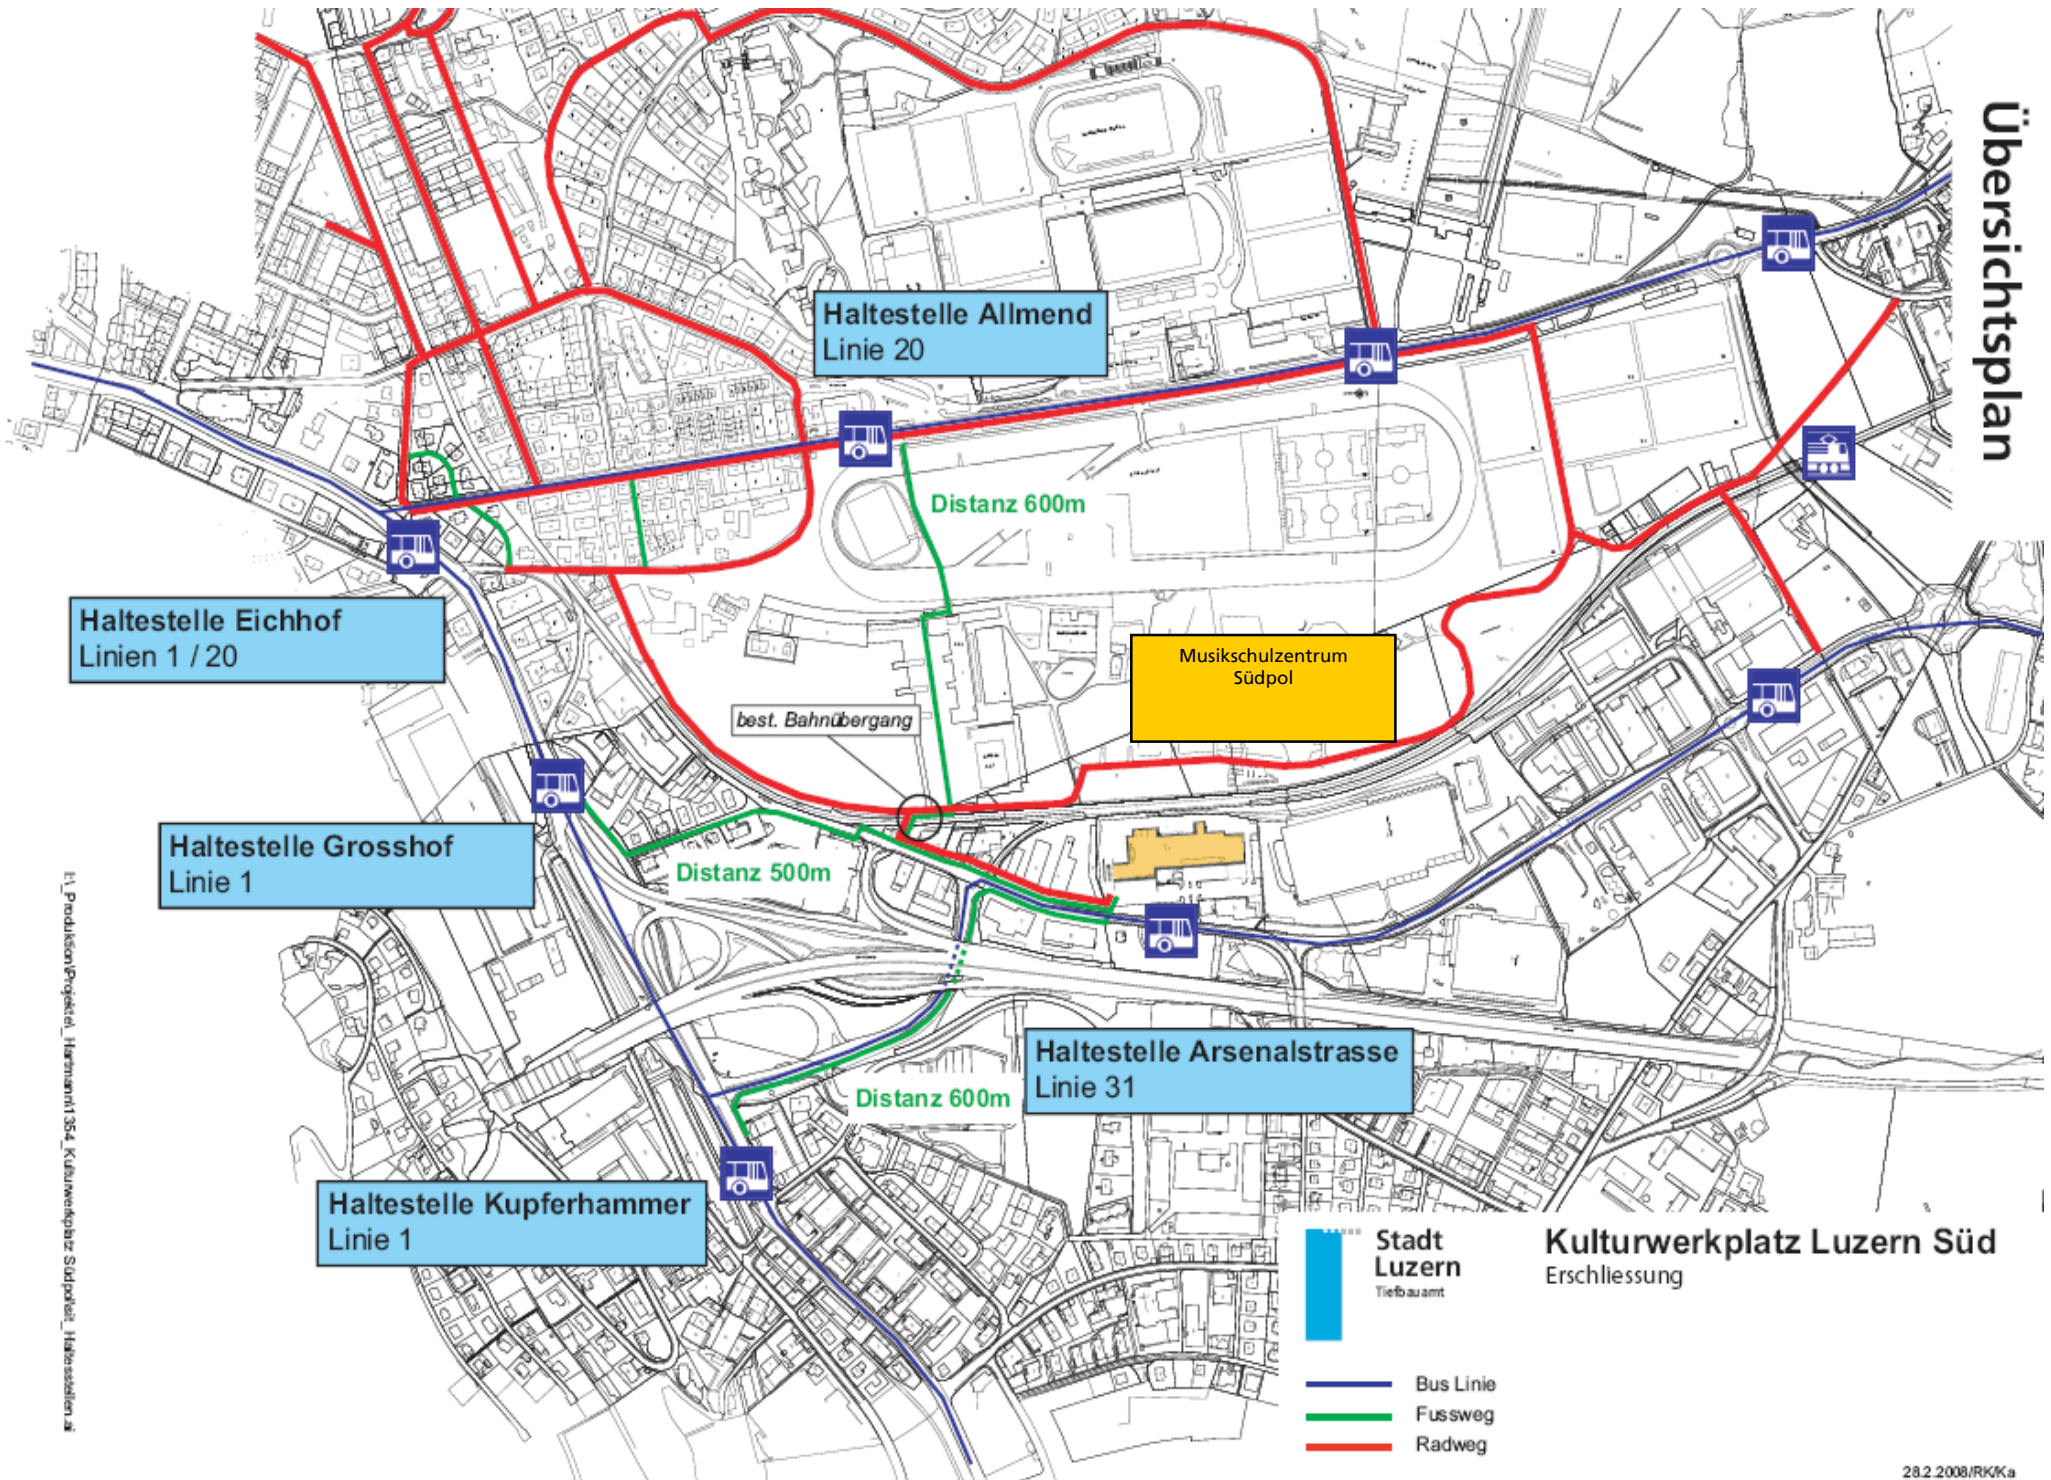 Übersichtsplan
Haltestelle Allmend
Linie 20
Distanz 600m
Haltestelle Eichhof
Linien 1 / 20
Musikschulzentrum
Südpol
best. Bahnübergang
Haltestelle Grosshof
Linie 1
Distanz 500m
Haltestelle Arsenalstrasse
Linie 31
Distanz 600m
Haltestelle Kupferhammer
Linie 1
Stadt
Luzern
Tiefbauamt
Kulturwerkplatz Luzern Süd
Erschliessung
Bus Linie
Fussweg
Radweg
28.2.2008/RK/Ka